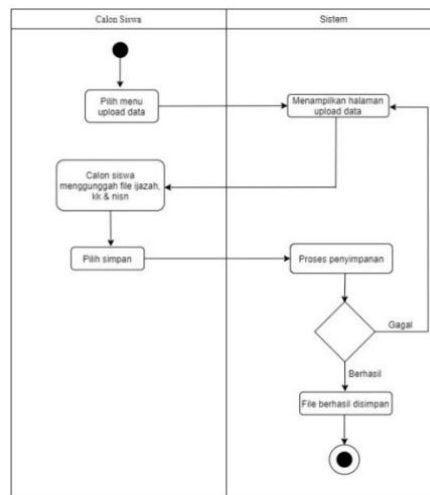 Calon Siswa
Sistem
Pilih menu
upload data
Menampilkan halaman
upload data
Calon siswa
menggunggah file ijazah,
kk & nisn
Pilih simpan
Proses penyimpanan
Gagal
Berhasil
File berhasil disimpan